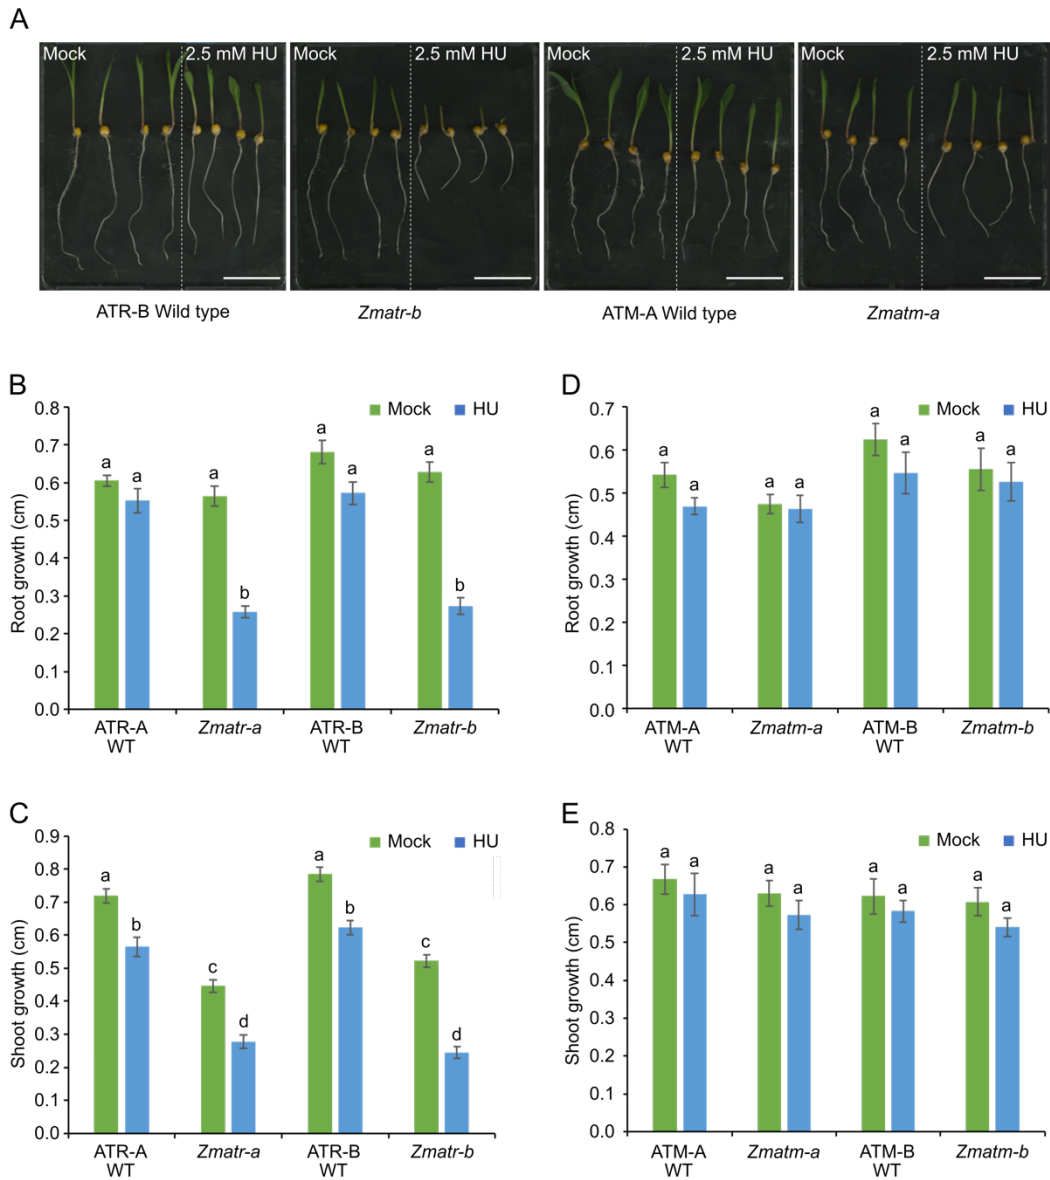 A
Mock 2.5 mM HU Mock 2.5 mM HU Mock 2.5 mM HU Mock 2.5 mM HU
ATR-B Wild type Zmatr-b ATM-A Wild type Zmatm-a
B
Mock HU
Root growth (cm)
0.8
0.7
0.6
0.5
0.4
0.3
0.2
0.1
0.0
a a a b a a a b
ATR-A WT Zmatr-a ATR-B WT Zmatr-b
D
Mock HU
Root growth (cm)
0.7
0.6
0.5
0.4
0.3
0.2
0.1
0.0
a a a a a a a a
ATM-A WT Zmatm-a ATM-B WT Zmatm-b
C
Mock HU
Shoot growth (cm)
0.9
0.8
0.7
0.6
0.5
0.4
0.3
0.2
0.1
0.0
a b c d a b c d
ATR-A WT Zmatr-a ATR-B WT Zmatr-b
E
Mock HU
Shoot growth (cm)
0.8
0.7
0.6
0.5
0.4
0.3
0.2
0.1
0.0
a a a a a a a a
ATM-A WT Zmatm-a ATM-B WT Zmatm-b